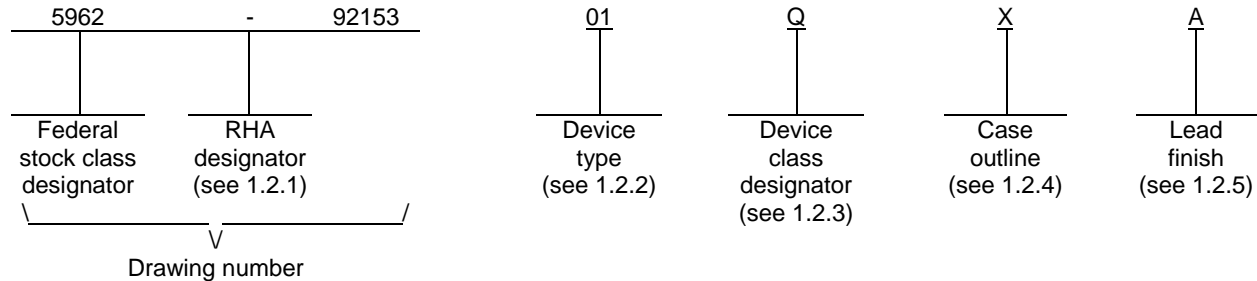 5962 - 92153 01 Q X A
Federal stock class designator
RHA designator (see 1.2.1)
Device type (see 1.2.2)
Device class designator (see 1.2.3)
Case outline (see 1.2.4)
Lead finish (see 1.2.5)
Drawing number